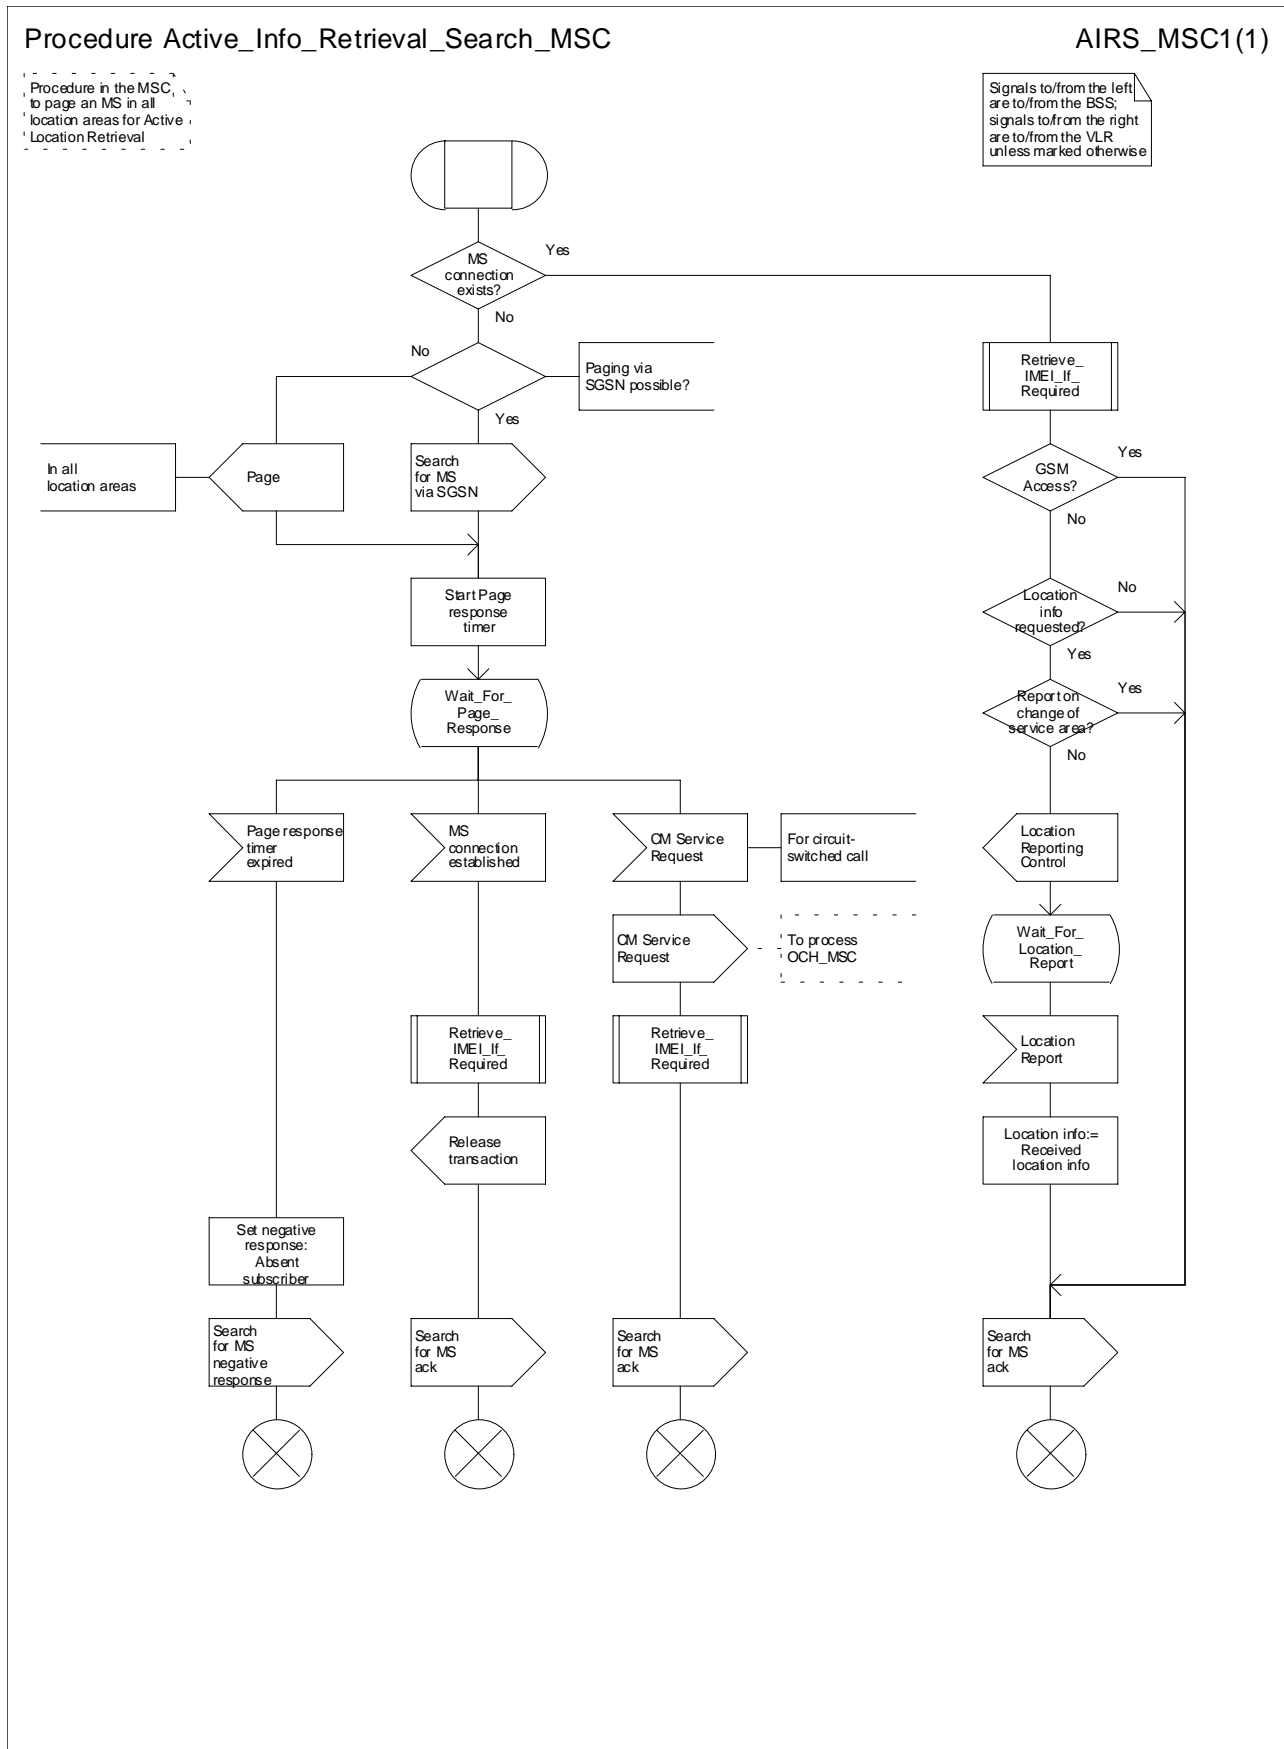 Procedure Active_Info_Retrieval_Search_MSC
AIRS_MSC1(1)
Procedure in the MSC
to page an MS in all
location areas for Active
Location Retrieval
Signals to/from the left
are to/from the BSS;
signals to/from the right
are to/from the VLR
unless marked otherwise
MS
connection
exists?
Yes
No
No
Paging via
SGSN possible?
Yes
Retrieve_
IMEI_If_
Required
In all
location areas
Page
Search
for MS
via SGSN
GSM
Access?
Yes
No
Start Page
response
timer
Location
info
requested?
No
Yes
Wait_For_
Page_
Response
Report on
change of
service area?
Yes
No
Page response
timer
expired
MS
connection
established
CM Service
Request
For circuit-
switched call
Location
Reporting
Control
CM Service
Request
To process
OCH_MSC
Wait_For_
Location_
Report
Retrieve_
IMEI_If_
Required
Retrieve_
IMEI_If_
Required
Location
Report
Release
transaction
Location info:=
Received
location info
Set negative
response:
Absent
subscriber
Search
for MS
negative
response
Search
for MS
ack
Search
for MS
ack
Search
for MS
ack